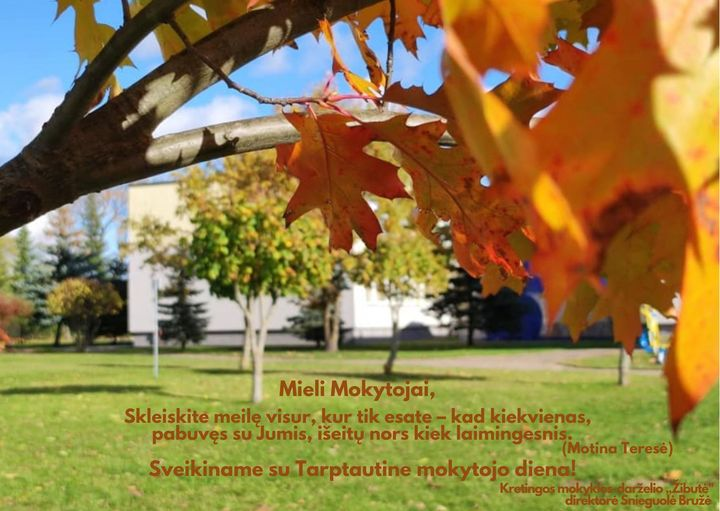 Mieli Mokytojai,
Skleiskite meilę visur, kur tik esate – kad kiekvienas,
pabuvęs su Jumis, išeitų nors kiek laimingesnis.
(Motina Teresė)
Sveikiname su Tarptautine mokytojo diena!
Kretingos mokyklos-darželio ,,Žibutė"
direktorė Snieguolė Bružė